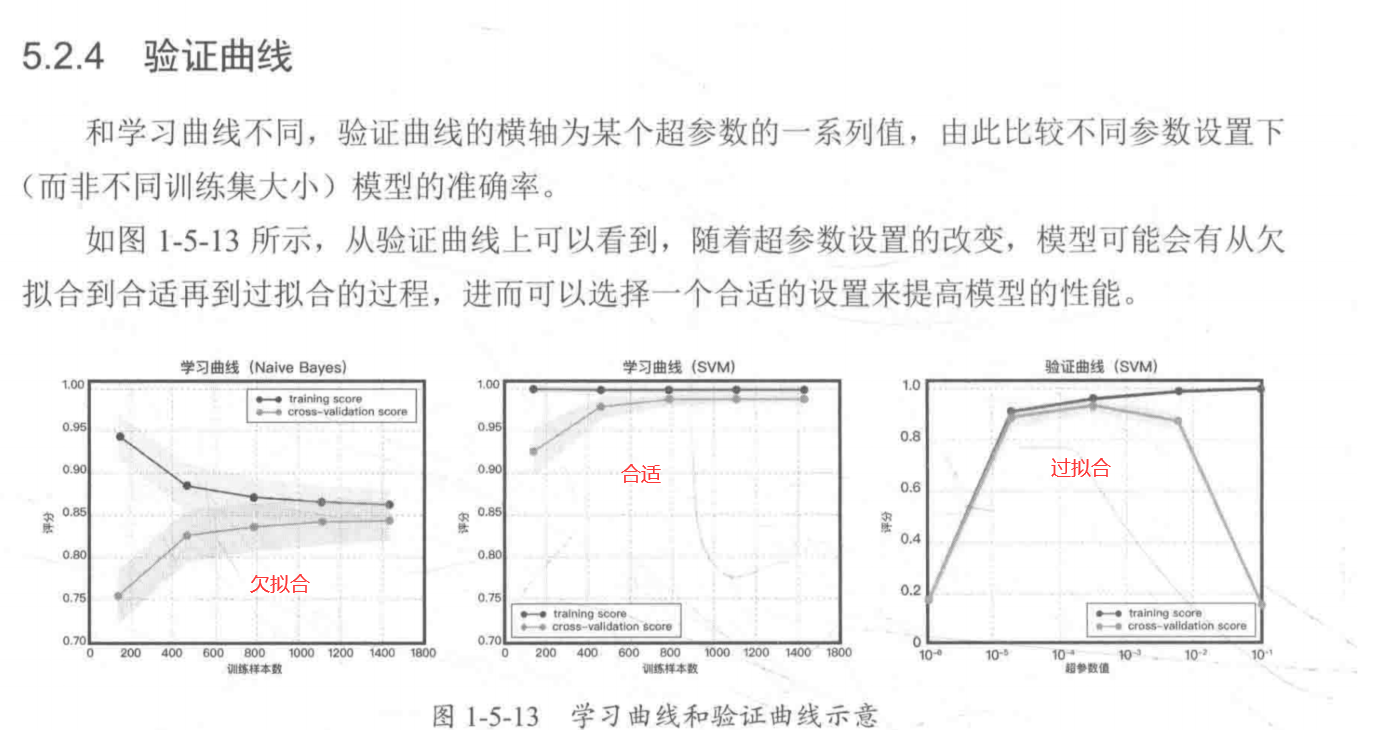 5.2.4 验证曲线
和学习曲线不同，验证曲线的横轴为某个超参数的一系列值，由此比较不同参数设置下
（而非不同训练集大小）模型的准确率。
如图 1-5-13 所示，从验证曲线上可以看到，随着超参数设置的改变，模型可能会有从欠
拟合到合适再到过拟合的过程，进而可以选择一个合适的设置来提高模型的性能。
学习曲线（Naive Bayes）
1.00
0.95
0.90
0.85
0.80
0.75
0.70
评分
training score
cross-validation score
欠拟合
0 200 400 600 800 1000 1200 1400 1800
训练样本数
学习曲线（SVM）
1.00
0.95
0.90
0.85
0.80
0.75
0.70
评分
合适
training score
cross-validation score
0 200 400 600 800 1000 1200 1400 1800
训练样本数
验证曲线（SVM）
1.0
0.8
0.6
0.4
0.2
0
评分
过拟合
training score
cross-validation score
10⁻⁶ 10⁻⁵ 10⁻⁴ 10⁻³ 10⁻² 10⁻¹
超参数值
图 1-5-13 学习曲线和验证曲线示意